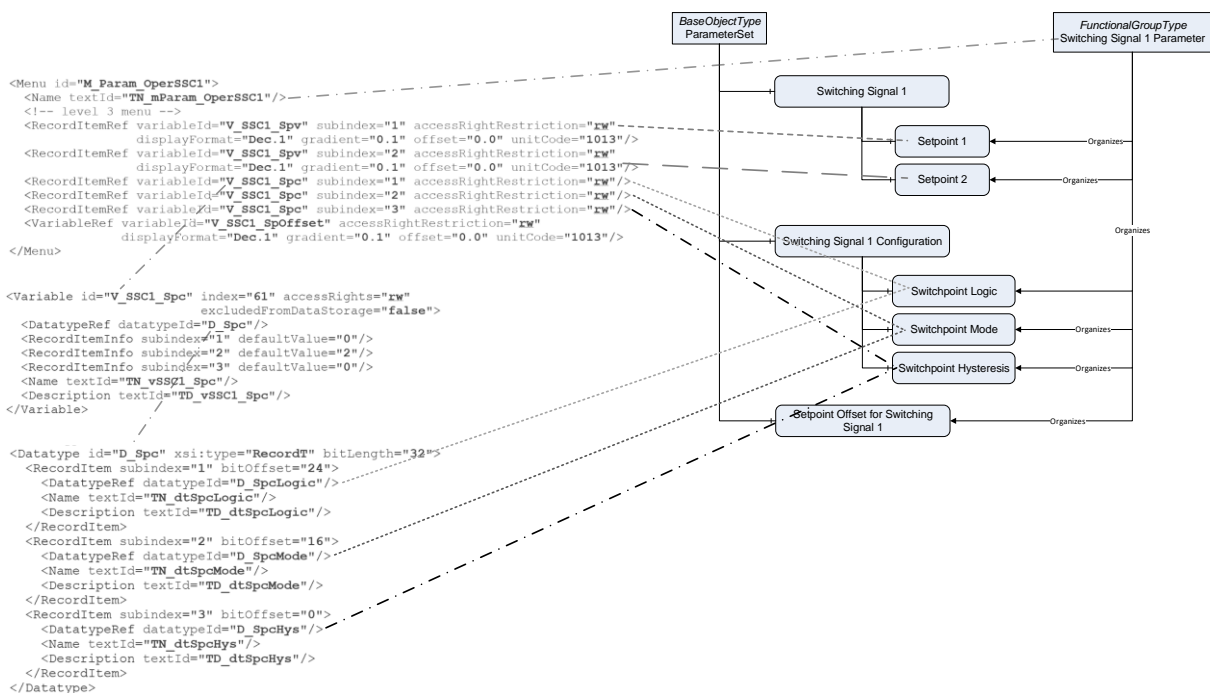 <Menu id="M_Param_OperSSC1">
<Name textId="TN_mParam_OperSSC1"/>
<!-- level 3 menu -->
<RecordItemRef variableId="V_SSC1_Spv" subindex="1" accessRightRestriction="rw"
displayFormat="Dec.1" gradient="0.1" offset="0.0" unitCode="1013"/>
<RecordItemRef variableId="V_SSC1_Spv" subindex="2" accessRightRestriction="rw"
displayFormat="Dec.1" gradient="0.1" offset="0.0" unitCode="1013"/>
<RecordItemRef variableId="V_SSC1_Spc" subindex="1" accessRightRestriction="rw"/>
<RecordItemRef variableId="V_SSC1_Spc" subindex="2" accessRightRestriction="rw"/>
<RecordItemRef variableId="V_SSC1_Spc" subindex="3" accessRightRestriction="rw"/>
<VariableRef variableId="V_SSC1_SpOffset" accessRightRestriction="rw"
displayFormat="Dec.1" gradient="0.1" offset="0.0" unitCode="1013"/>
</Menu>
<Variable id="V_SSC1_Spc" index="61" accessRights="rw"
excludedFromDataStorage="false">
<DatatypeRef datatypeId="D_Spc"/>
<RecordItemInfo subindex="1" defaultValue="0"/>
<RecordItemInfo subindex="2" defaultValue="2"/>
<RecordItemInfo subindex="3" defaultValue="0"/>
<Name textId="TN_vSSC1_Spc"/>
<Description textId="TD_vSSC1_Spc"/>
</Variable>
<Datatype id="D_Spc" xsi:type="RecordT" bitLength="32">
<RecordItem subindex="1" bitOffset="24">
<DatatypeRef datatypeId="D_SpcLogic"/>
<Name textId="TN_dtSpcLogic"/>
<Description textId="TD_dtSpcLogic"/>
</RecordItem>
<RecordItem subindex="2" bitOffset="16">
<DatatypeRef datatypeId="D_SpcMode"/>
<Name textId="TN_dtSpcMode"/>
<Description textId="TD_dtSpcMode"/>
</RecordItem>
<RecordItem subindex="3" bitOffset="0">
<DatatypeRef datatypeId="D_SpcHys"/>
<Name textId="TN_dtSpcHys"/>
<Description textId="TD_dtSpcHys"/>
</RecordItem>
</Datatype>
BaseObjectType
ParameterSet
FunctionalGroupType
Switching Signal 1 Parameter
Switching Signal 1
Setpoint 1
Organizes
Setpoint 2
Organizes
Organizes
Switching Signal 1 Configuration
Switchpoint Logic
Switchpoint Mode
Organizes
Switchpoint Hysteresis
Organizes
Setpoint Offset for Switching
Signal 1
Organizes